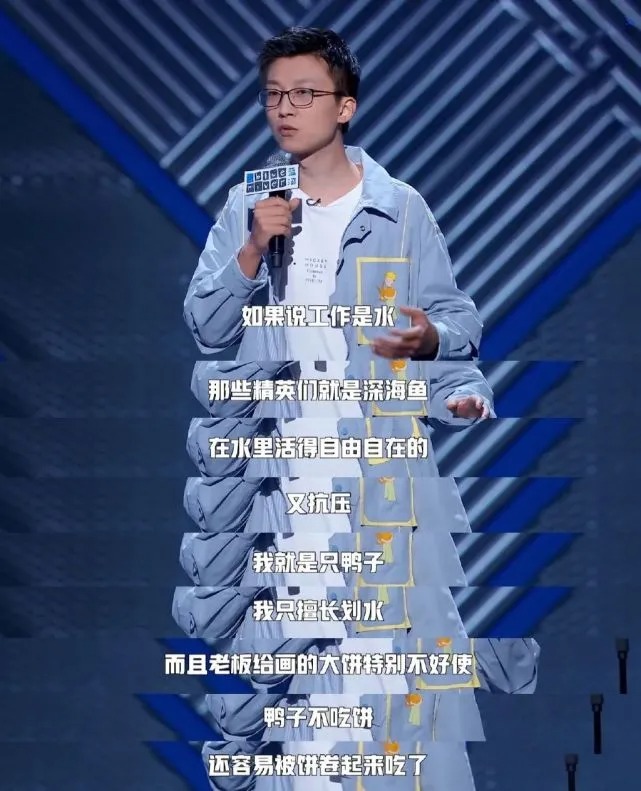 如果说工作是水
那些精英们就是深海鱼
在水里活得自由自在的
又抗压
我就是只鸭子
我只擅长划水
而且老板给画的大饼特别不好使
鸭子不吃饼
还容易被饼卷起来吃了